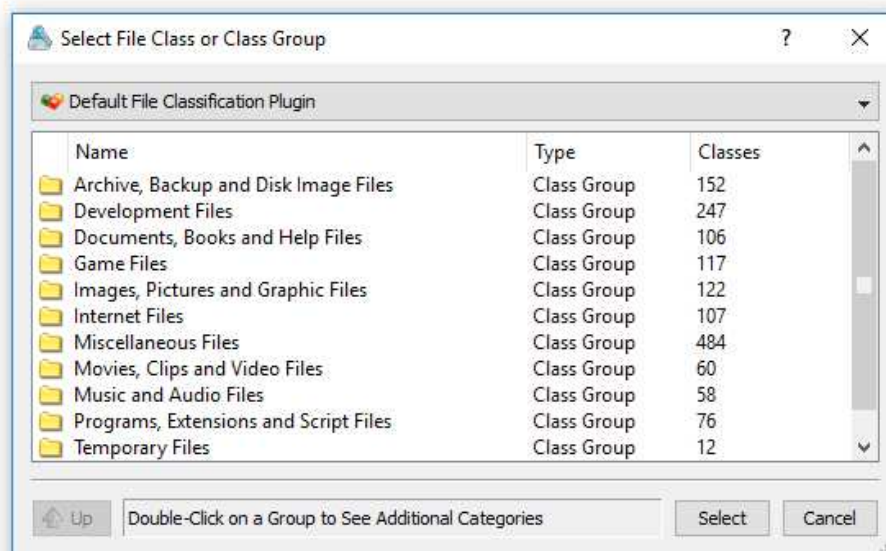 Select File Class or Class Group ?
Default File Classification Plugin
Name Type Classes
Archive, Backup and Disk Image Files Class Group 152
Development Files Class Group 247
Documents, Books and Help Files Class Group 106
Game Files Class Group 117
Images, Pictures and Graphic Files Class Group 122
Internet Files Class Group 107
Miscellaneous Files Class Group 484
Movies, Clips and Video Files Class Group 60
Music and Audio Files Class Group 58
Programs, Extensions and Script Files Class Group 76
Temporary Files Class Group 12
Up Double-Click on a Group to See Additional Categories Select Cancel